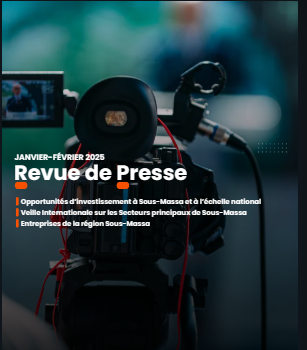 JANVIER-FÉVRIER 2025
Revue de Presse
Opportunités d'investissement à Sous-Massa et à l'échelle national
Veille Internationale sur les Secteurs principaux de Sous-Massa
Entreprises de la région Sous-Massa